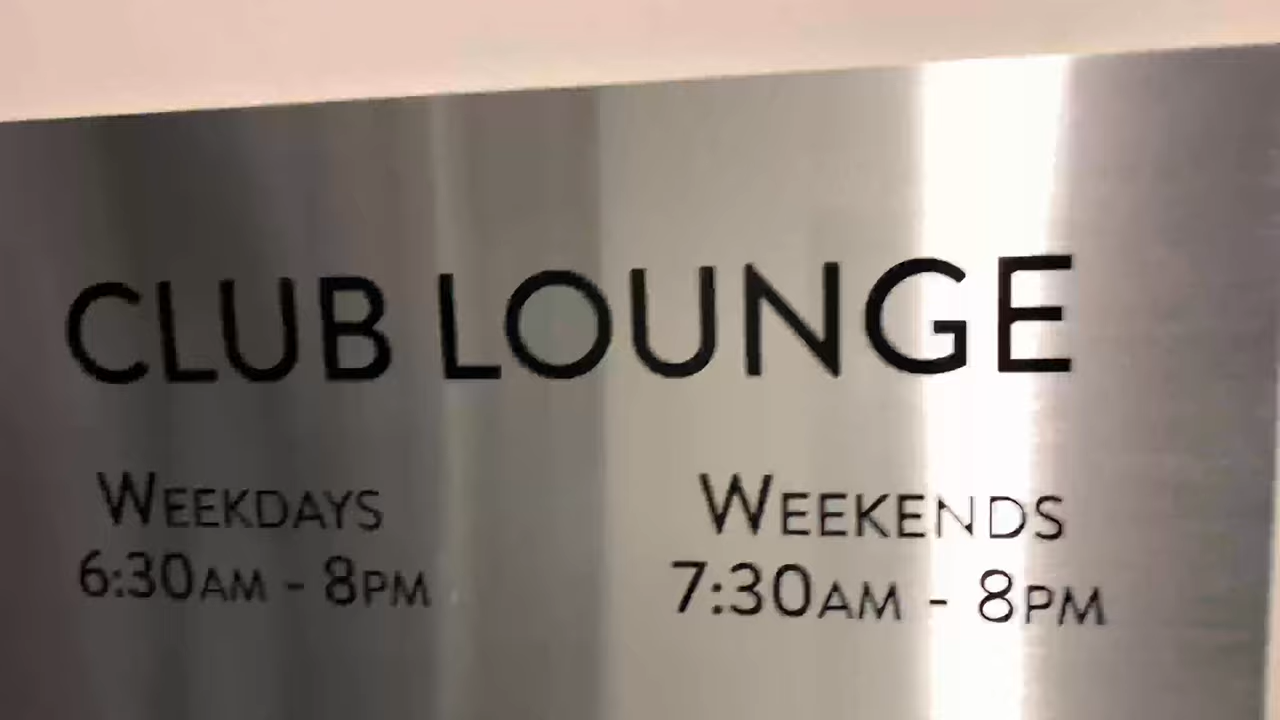 CLUB LOUNGE
WEEKDAYS
6:30AM - 8PM
WEEKENDS
7:30AM - 8PM